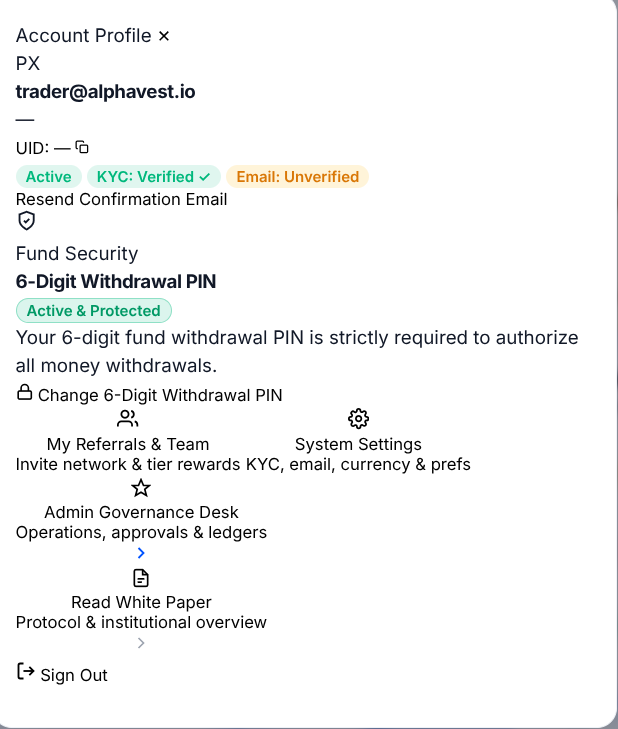 Account Profile ×
PX
trader@alphavest.io
—
UID: —
Active KYC: Verified ✓ Email: Unverified
Resend Confirmation Email
Fund Security
6-Digit Withdrawal PIN
Active & Protected
Your 6-digit fund withdrawal PIN is strictly required to authorize
all money withdrawals.
Change 6-Digit Withdrawal PIN
My Referrals & Team System Settings
Invite network & tier rewards KYC, email, currency & prefs
Admin Governance Desk
Operations, approvals & ledgers
Read White Paper
Protocol & institutional overview
Sign Out